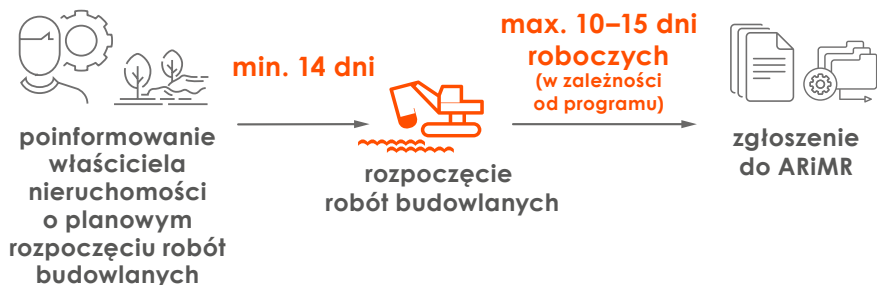 poinformowanie
właściciela
nieruchomości
o planowym
rozpoczęciu robót
budowlanych
min. 14 dni
rozpoczęcie
robót budowlanych
max. 10–15 dni
roboczych
(w zależności
od programu)
zgłoszenie
do ARiMR